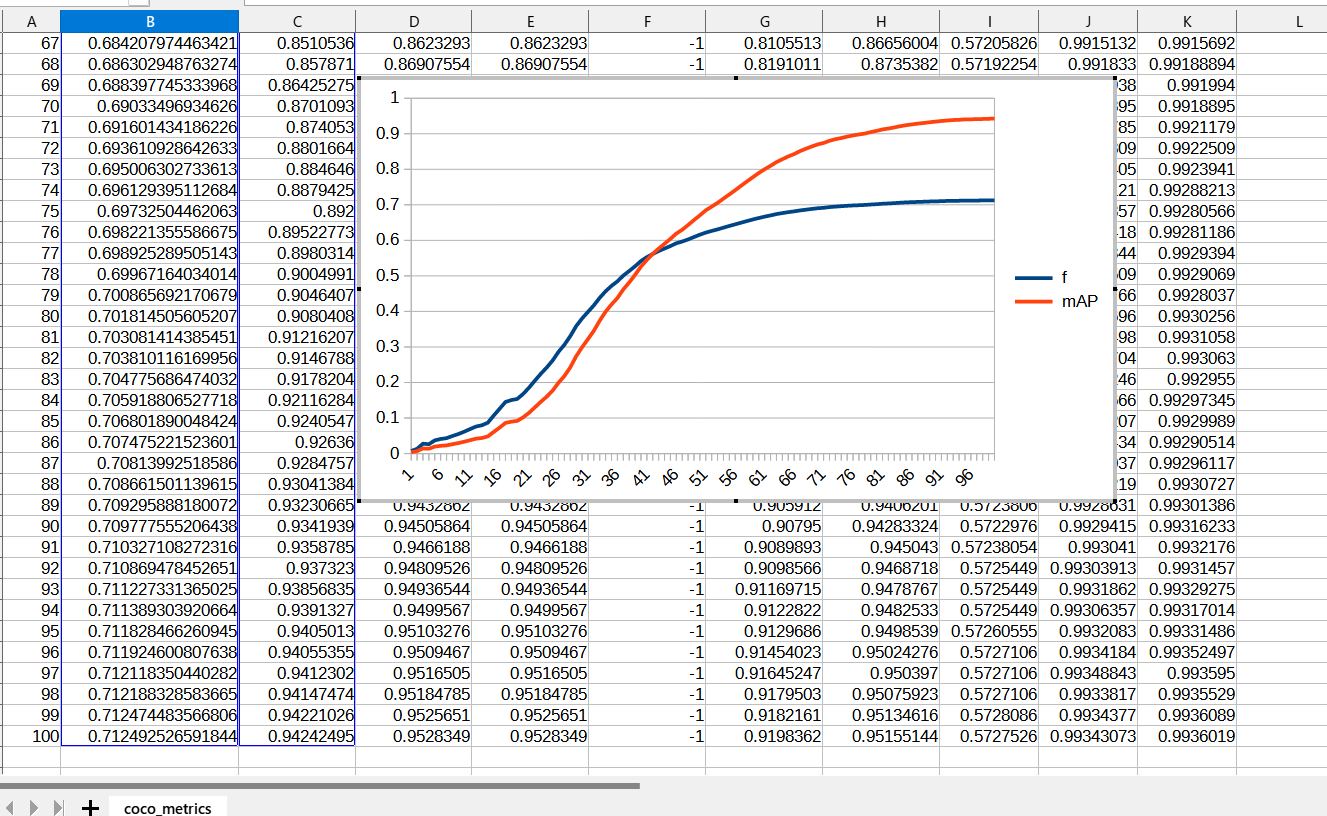 A B C D E F G H I J K L
67 0.684207974463421 0.8510536 0.8623293 0.8623293 -1 0.8105513 0.86656004 0.57205826 0.9915132 0.9915692
68 0.686302948763274 0.857871 0.86907554 0.86907554 -1 0.8191011 0.8735382 0.57192254 0.991833 0.99188894
69 0.688397745333968 0.86425275 938 0.991994
70 0.69033496934626 0.8701093 1 895 0.9918895
71 0.691601434186226 0.874053 0.9 785 0.9921179
72 0.693610928642633 0.8801664 0.8 809 0.9922509
73 0.695006302733613 0.884646 0.7 05 0.9923941
74 0.696129395112684 0.8879425 0.6 121 0.99288213
75 0.69732504462063 0.892 0.5 857 0.99280566
76 0.698221355586675 0.89522773 0.4 118 0.99281186
77 0.698925289505143 0.8980314 0.3 844 0.9929394
78 0.69967164034014 0.9004991 0.2 f 609 0.9929069
79 0.700865692170679 0.9046407 0.1 mAP 766 0.9928037
80 0.701814505605207 0.9080408 0 896 0.9930256
81 0.703081414385451 0.91216207 498 0.9931058
82 0.703810116169956 0.9146788 704 0.993063
83 0.704775686474032 0.9178204 846 0.992955
84 0.705918806527718 0.92116284 666 0.99297345
85 0.706801890048424 0.9240547 207 0.9929989
86 0.707475221523601 0.92636 434 0.99290514
87 0.70813992518586 0.9284757 937 0.99296117
88 0.708661501139615 0.93041384 1 6 11 16 21 26 31 36 41 46 51 56 61 66 71 76 81 86 91 96 219 0.9930727
89 0.709295888180072 0.93230665 0.9432862 0.9432862 -1 0.905912 0.9406201 0.5723806 0.9928631 0.99301386
90 0.709777555206438 0.9341939 0.94505864 0.94505864 -1 0.90795 0.94283324 0.5722976 0.9929415 0.99316233
91 0.710327108272316 0.9358785 0.9466188 0.9466188 -1 0.9089893 0.945043 0.57238054 0.993041 0.9932176
92 0.710869478452651 0.937323 0.94809526 0.94809526 -1 0.9098566 0.9468718 0.5725449 0.99303913 0.9931457
93 0.711227331365025 0.93856835 0.94936544 0.94936544 -1 0.91169715 0.9478767 0.5725449 0.9931862 0.99329275
94 0.711389303920664 0.9391327 0.9499567 0.9499567 -1 0.9122822 0.9482533 0.5725449 0.99306357 0.99317014
95 0.711828466260945 0.9405013 0.95103276 0.95103276 -1 0.9129686 0.9498539 0.57260555 0.9932083 0.99331486
96 0.711924600807638 0.94055355 0.9509467 0.9509467 -1 0.91454023 0.95024276 0.5727106 0.9934184 0.99352497
97 0.712118350440282 0.9412302 0.9516505 0.9516505 -1 0.91645247 0.950397 0.5727106 0.99348843 0.993595
98 0.712188328583665 0.94147474 0.95184785 0.95184785 -1 0.9179503 0.95075923 0.5727106 0.9933817 0.9935529
99 0.712474483566806 0.94221026 0.9525651 0.9525651 -1 0.9182161 0.95134616 0.5728086 0.9934377 0.9936089
100 0.712492526591844 0.94242495 0.9528349 0.9528349 -1 0.9198362 0.95155144 0.5727526 0.99343073 0.9936019
coco_metrics